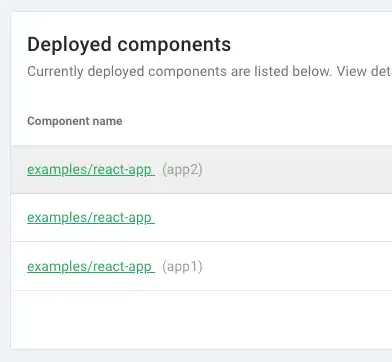 Deployed components
Currently deployed components are listed below. View det
Component name
examples/react-app (app2)
examples/react-app
examples/react-app (app1)